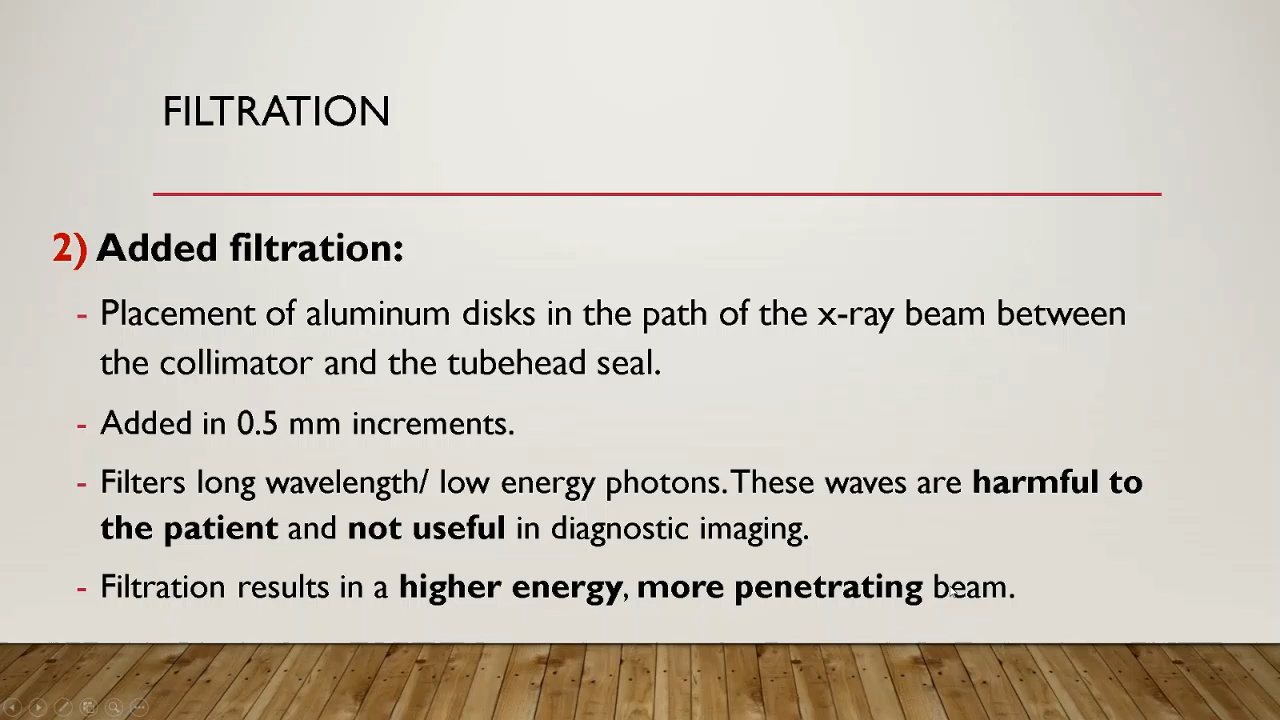 FILTRATION
2) Added filtration:
- Placement of aluminum disks in the path of the x-ray beam between
the collimator and the tubehead seal.
- Added in 0.5 mm increments.
- Filters long wavelength/ low energy photons. These waves are harmful to
the patient and not useful in diagnostic imaging.
- Filtration results in a higher energy, more penetrating beam.